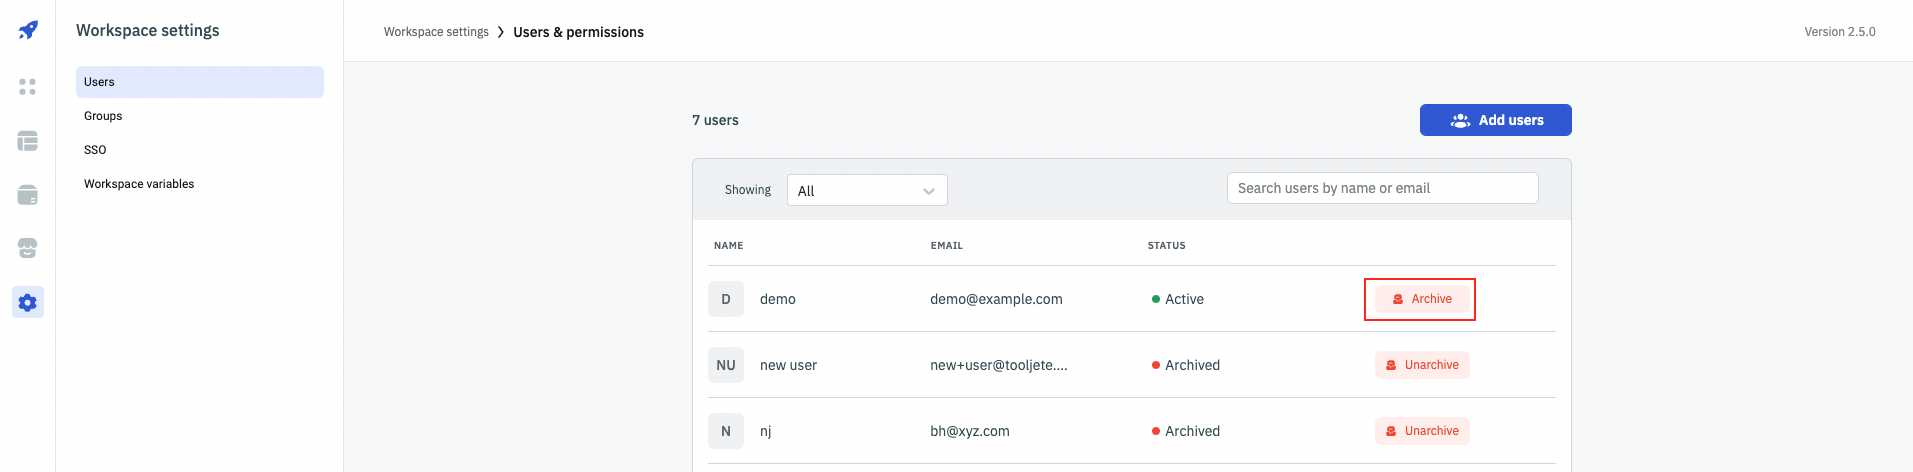 Workspace settings
Users
Groups
SSO
Workspace variables
Workspace settings > Users & permissions
Version 2.5.0
7 users
Add users
Showing All
Search users by name or email
NAME EMAIL STATUS
D demo demo@example.com Active Archive
NU new user new+user@tooljete.... Archived Unarchive
N nj bh@xyz.com Archived Unarchive